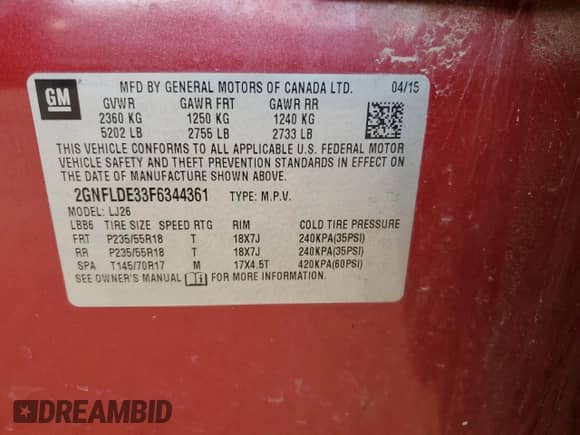 GM
MFD BY GENERAL MOTORS OF CANADA LTD. 04/15
GVWR GAWR FRT GAWR RR
2360 KG 1250 KG 1240 KG
5202 LB 2755 LB 2733 LB
THIS VEHICLE CONFORMS TO ALL APPLICABLE U.S. FEDERAL MOTOR
VEHICLE SAFETY AND THEFT PREVENTION STANDARDS IN EFFECT ON
THE DATE OF MANUFACTURE SHOWN ABOVE.
2GNFLDE33F6344361 TYPE: M.P.V.
MODEL: LJ26
LBB6 TIRE SIZE SPEED RTG RIM COLD TIRE PRESSURE
FRT P235/55R18 T 18X7J 240KPA(35PSI)
RR P235/55R18 T 18X7J 240KPA(35PSI)
SPA T145/70R17 M 17X4.5T 420KPA(60PSI)
SEE OWNER'S MANUAL FOR MORE INFORMATION.
DREAMBID